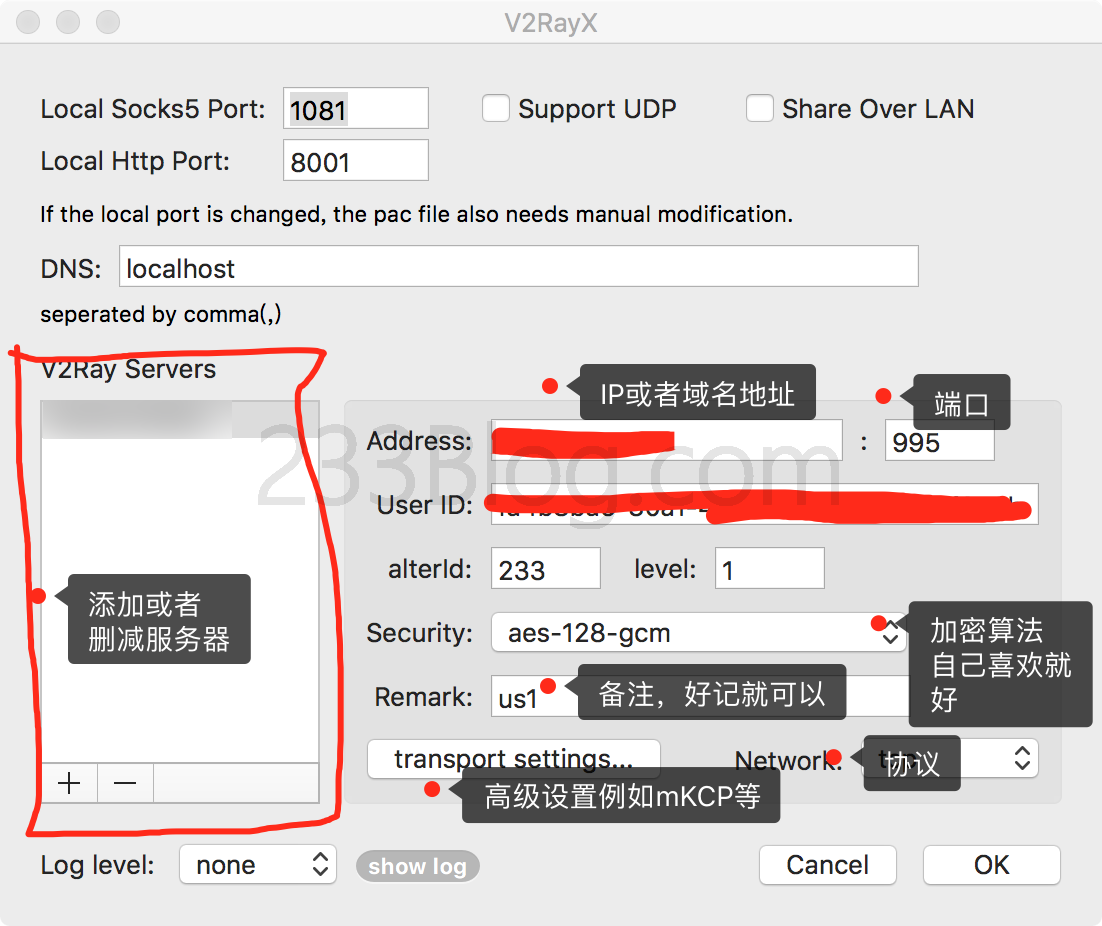 V2RayX
Local Socks5 Port: 1081 Support UDP Share Over LAN
Local Http Port: 8001
If the local port is changed, the pac file also needs manual modification.
DNS: localhost
seperated by comma(,)
V2Ray Servers
IP或者域名地址
端口
Address: : 995
233Blog.com
User ID:
alterId: 233 level: 1
添加或者
删减服务器
Security: aes-128-gcm
加密算法
自己喜欢就
好
Remark: us1
备注，好记就可以
transport settings... Network:
协议
高级设置例如mKCP等
Log level: none show log Cancel OK